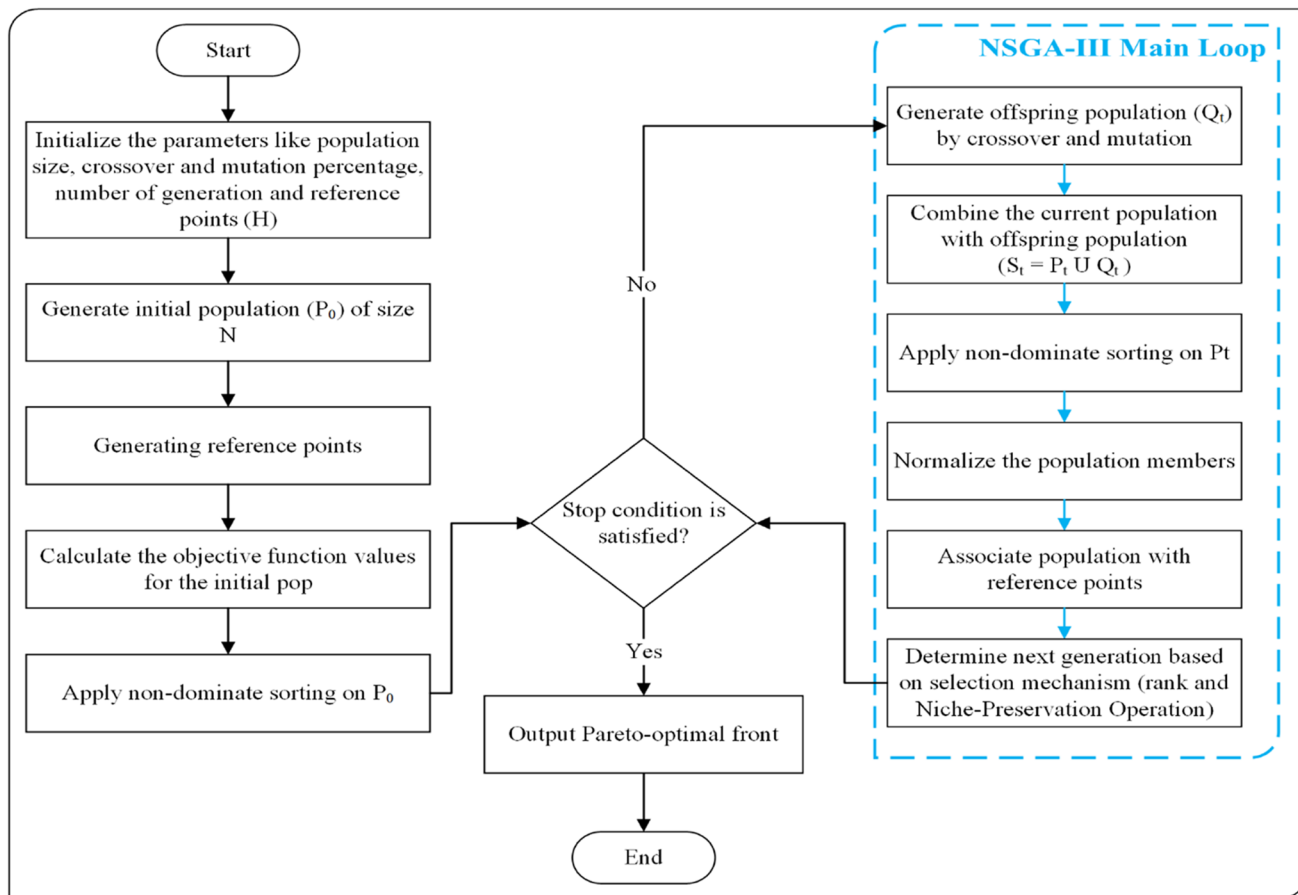 Start
Initialize the parameters like population
size, crossover and mutation percentage,
number of generation and reference
points (H)
Generate initial population (P₀) of size
N
Generating reference points
Calculate the objective function values
for the initial pop
Apply non-dominate sorting on P₀
Stop condition is
satisfied?
No
Yes
Output Pareto-optimal front
End
NSGA-III Main Loop
Generate offspring population (Qₜ)
by crossover and mutation
Combine the current population
with offspring population
(Sₜ = Pₜ U Qₜ )
Apply non-dominate sorting on Pt
Normalize the population members
Associate population with
reference points
Determine next generation based
on selection mechanism (rank and
Niche-Preservation Operation)